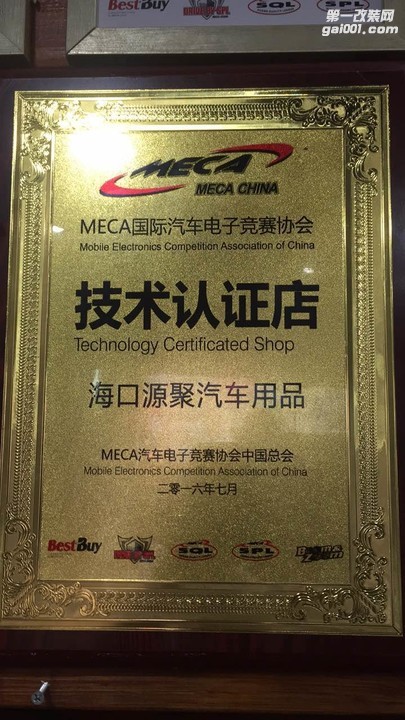 BestBuy
SQL
SPL
第一改装网
gai001.com
MECA
MECA CHINA
MECA国际汽车电子竞赛协会
Mobile Electronics Competition Association of China
技术认证店
Technology Certificated Shop
海口源聚汽车用品
MECA汽车电子竞赛协会中国总会
Mobile Electronics Competition Association of China
二零一六年七月
BestBuy
SQL
SPL